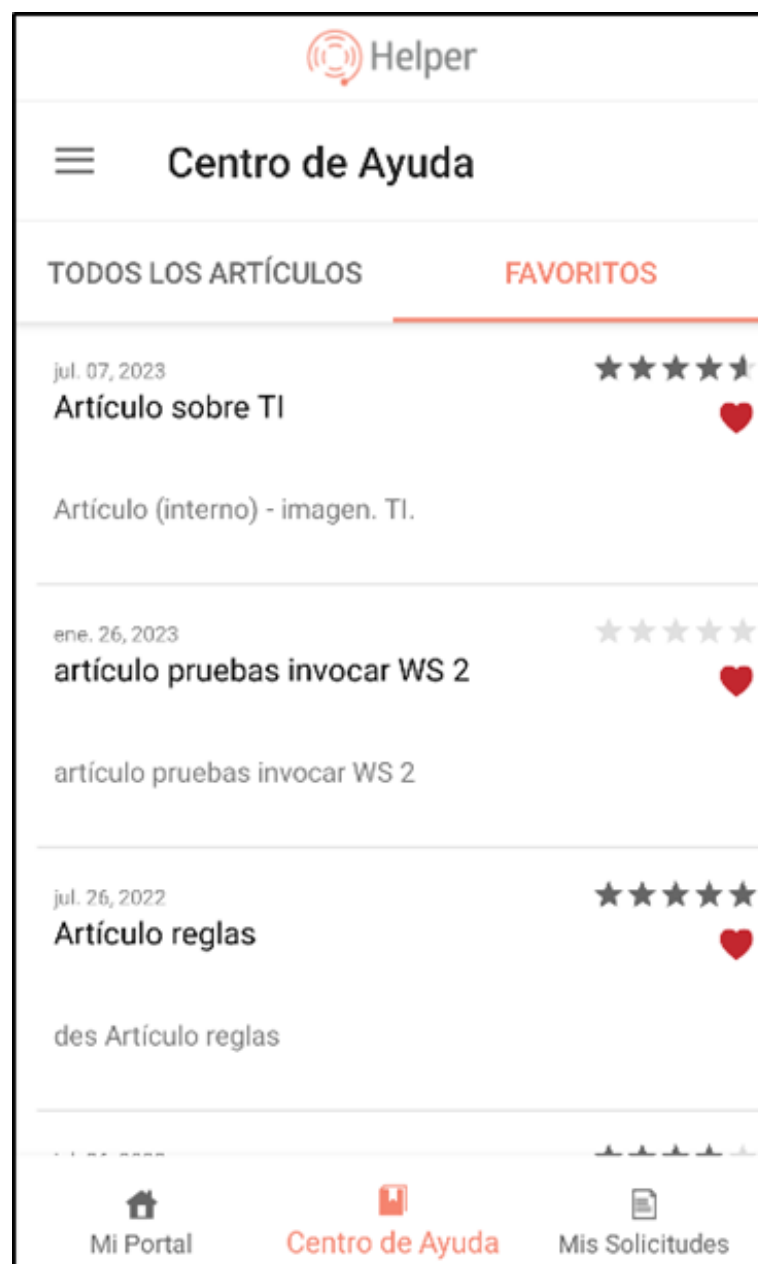 Helper
Centro de Ayuda
TODOS LOS ARTÍCULOS FAVORITOS
jul. 07, 2023
Artículo sobre TI
Artículo (interno) - imagen. TI.
ene. 26, 2023
artículo pruebas invocar WS 2
artículo pruebas invocar WS 2
jul. 26, 2022
Artículo reglas
des Artículo reglas
Mi Portal Centro de Ayuda Mis Solicitudes